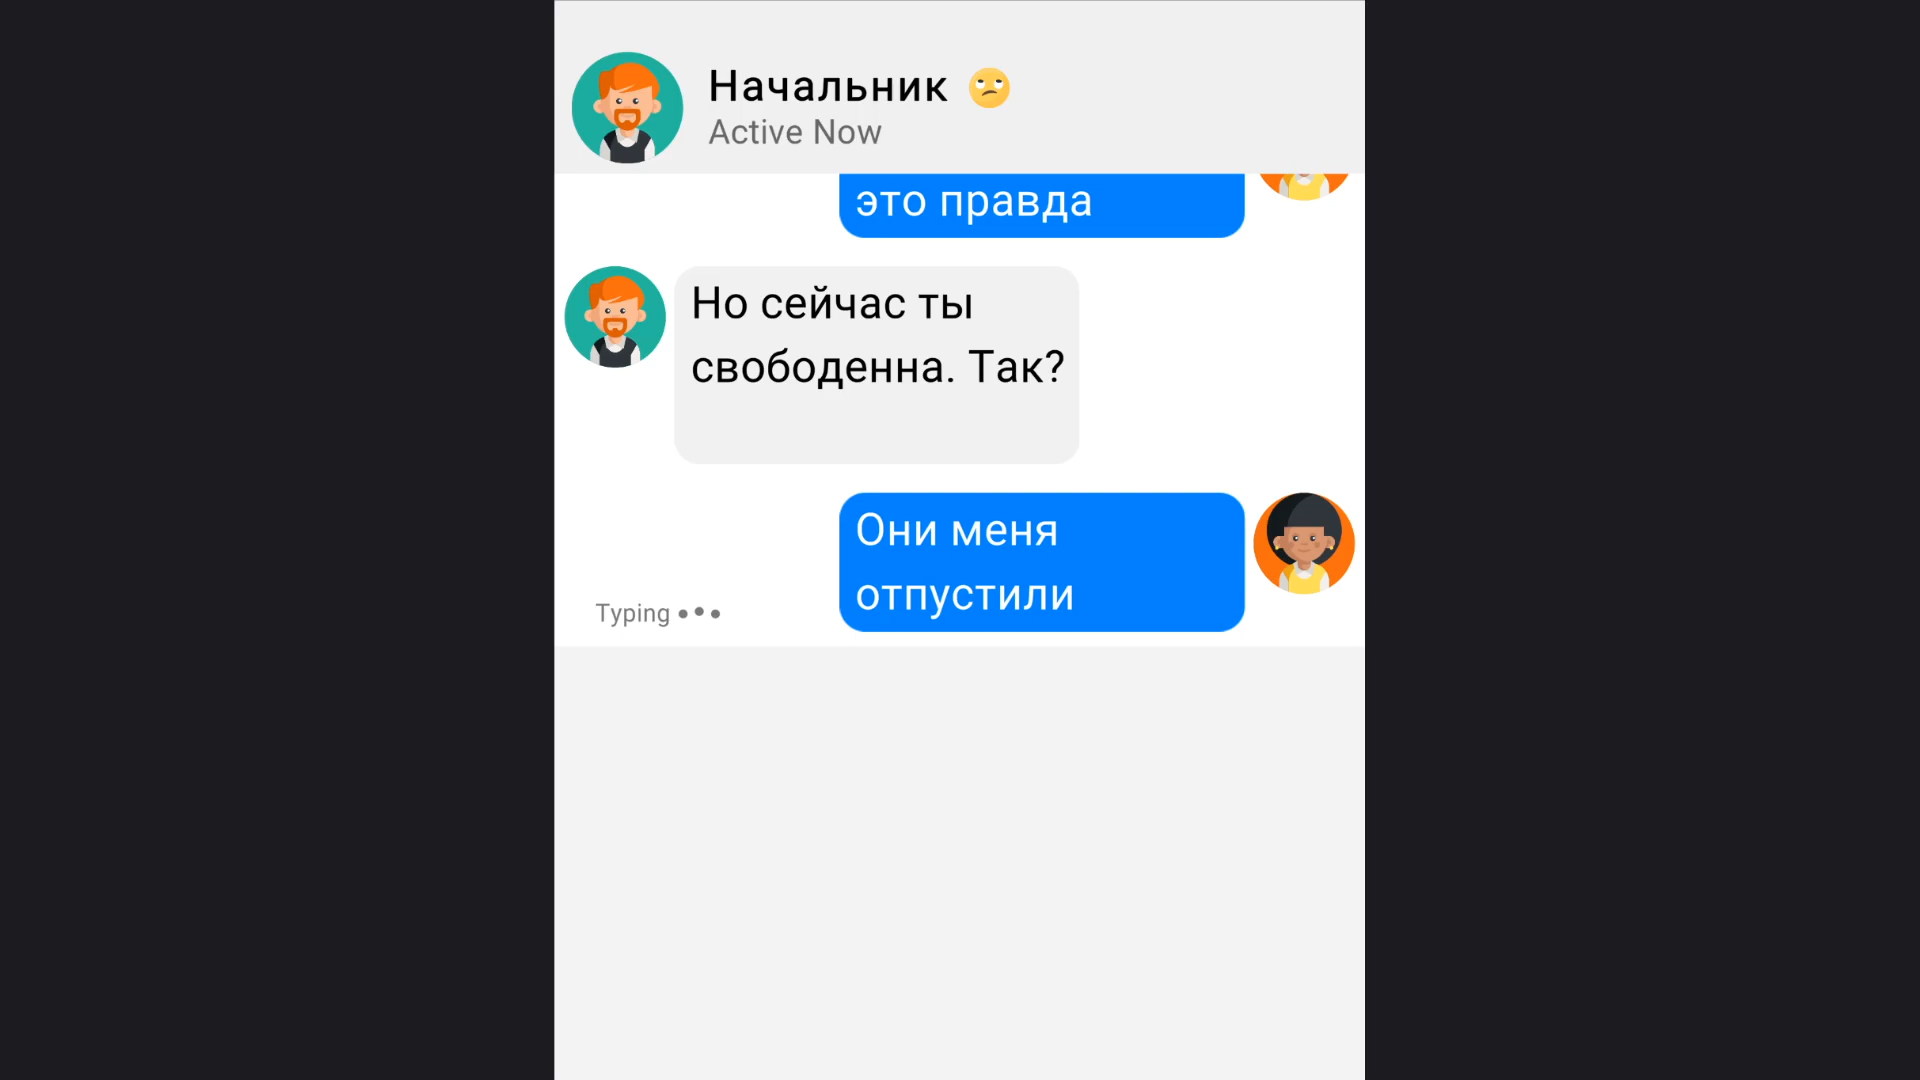 Начальник 🙄
Active Now
это правда
Но сейчас ты
свободенна. Так?
Они меня
отпустили
Typing